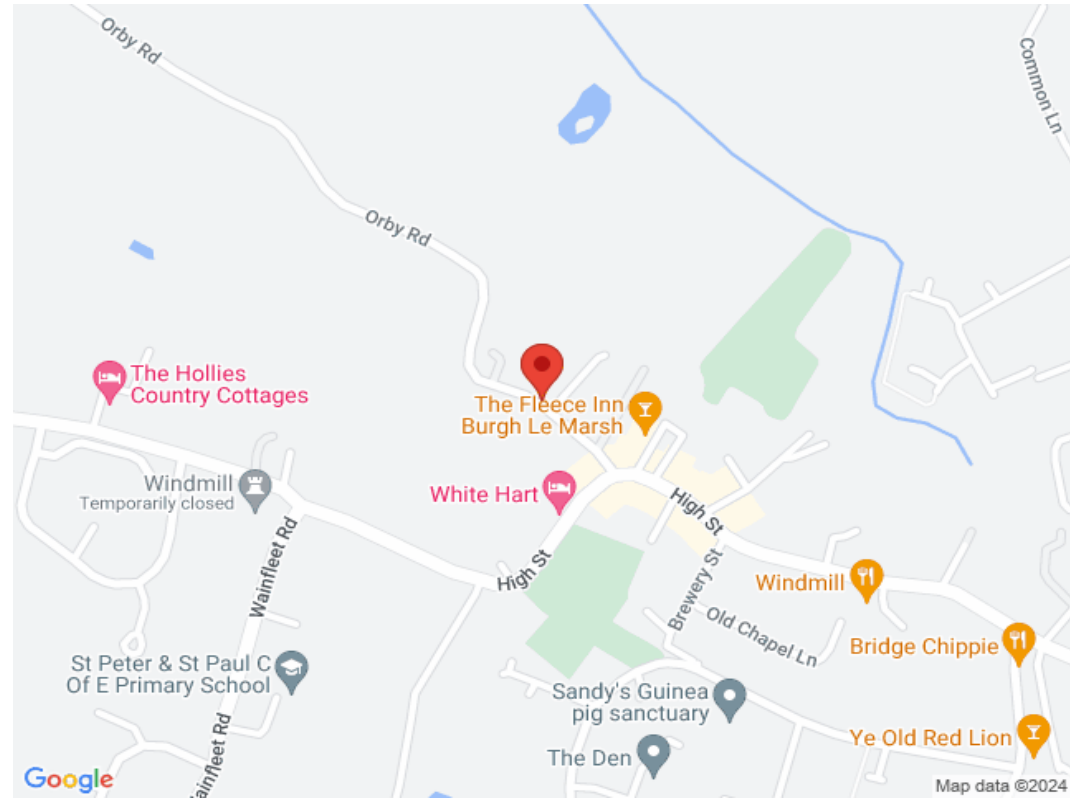 Orby Rd
Common Ln
Orby Rd
The Hollies
Country Cottages
The Fleece Inn
Burgh Le Marsh
Windmill
Temporarily closed
White Hart
High St
Wainfleet Rd
High St
Brewery St
Windmill
Old Chapel Ln
Bridge Chippie
St Peter & St Paul C
Of E Primary School
Sandy's Guinea
pig sanctuary
ainfleet Rd
The Den
Ye Old Red Lion
Google
Map data ©2024